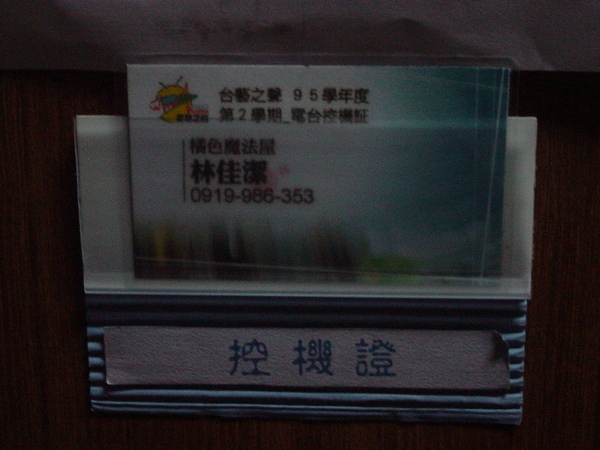 台藝之聲 95學年度
第2學期_電台控機証
橘色魔法屋
林佳潔
0919-986-353
控機證